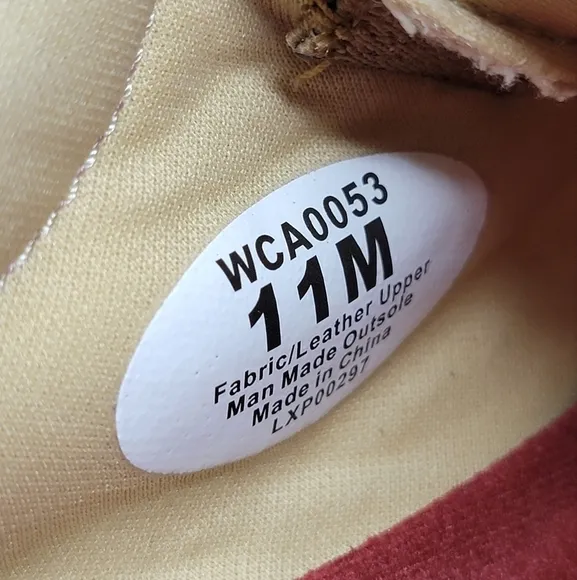 WCA0053
11M
Fabric/Leather Upper
Man Made Outsole
Made in China
LXP00297